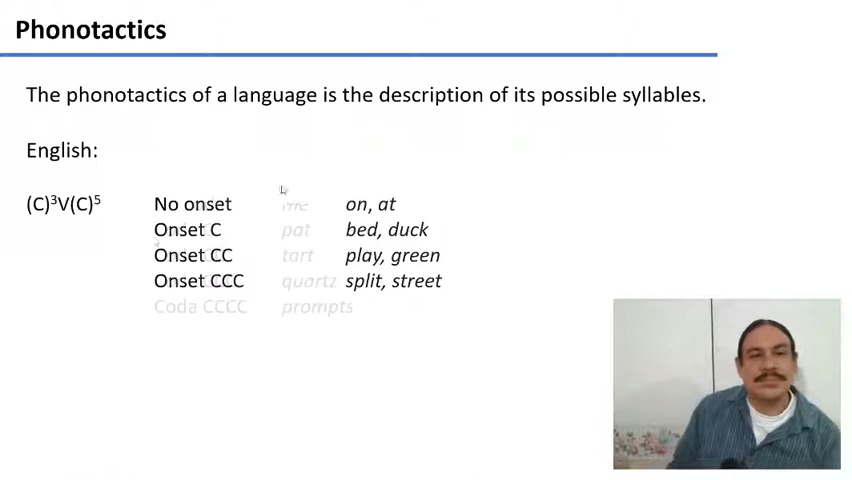 Phonotactics
The phonotactics of a language is the description of its possible syllables.
English:
(C)³V(C)⁵ No onset on, at
Onset C pat bed, duck
Onset CC tart play, green
Onset CCC quartz split, street
Coda CCCC prompts